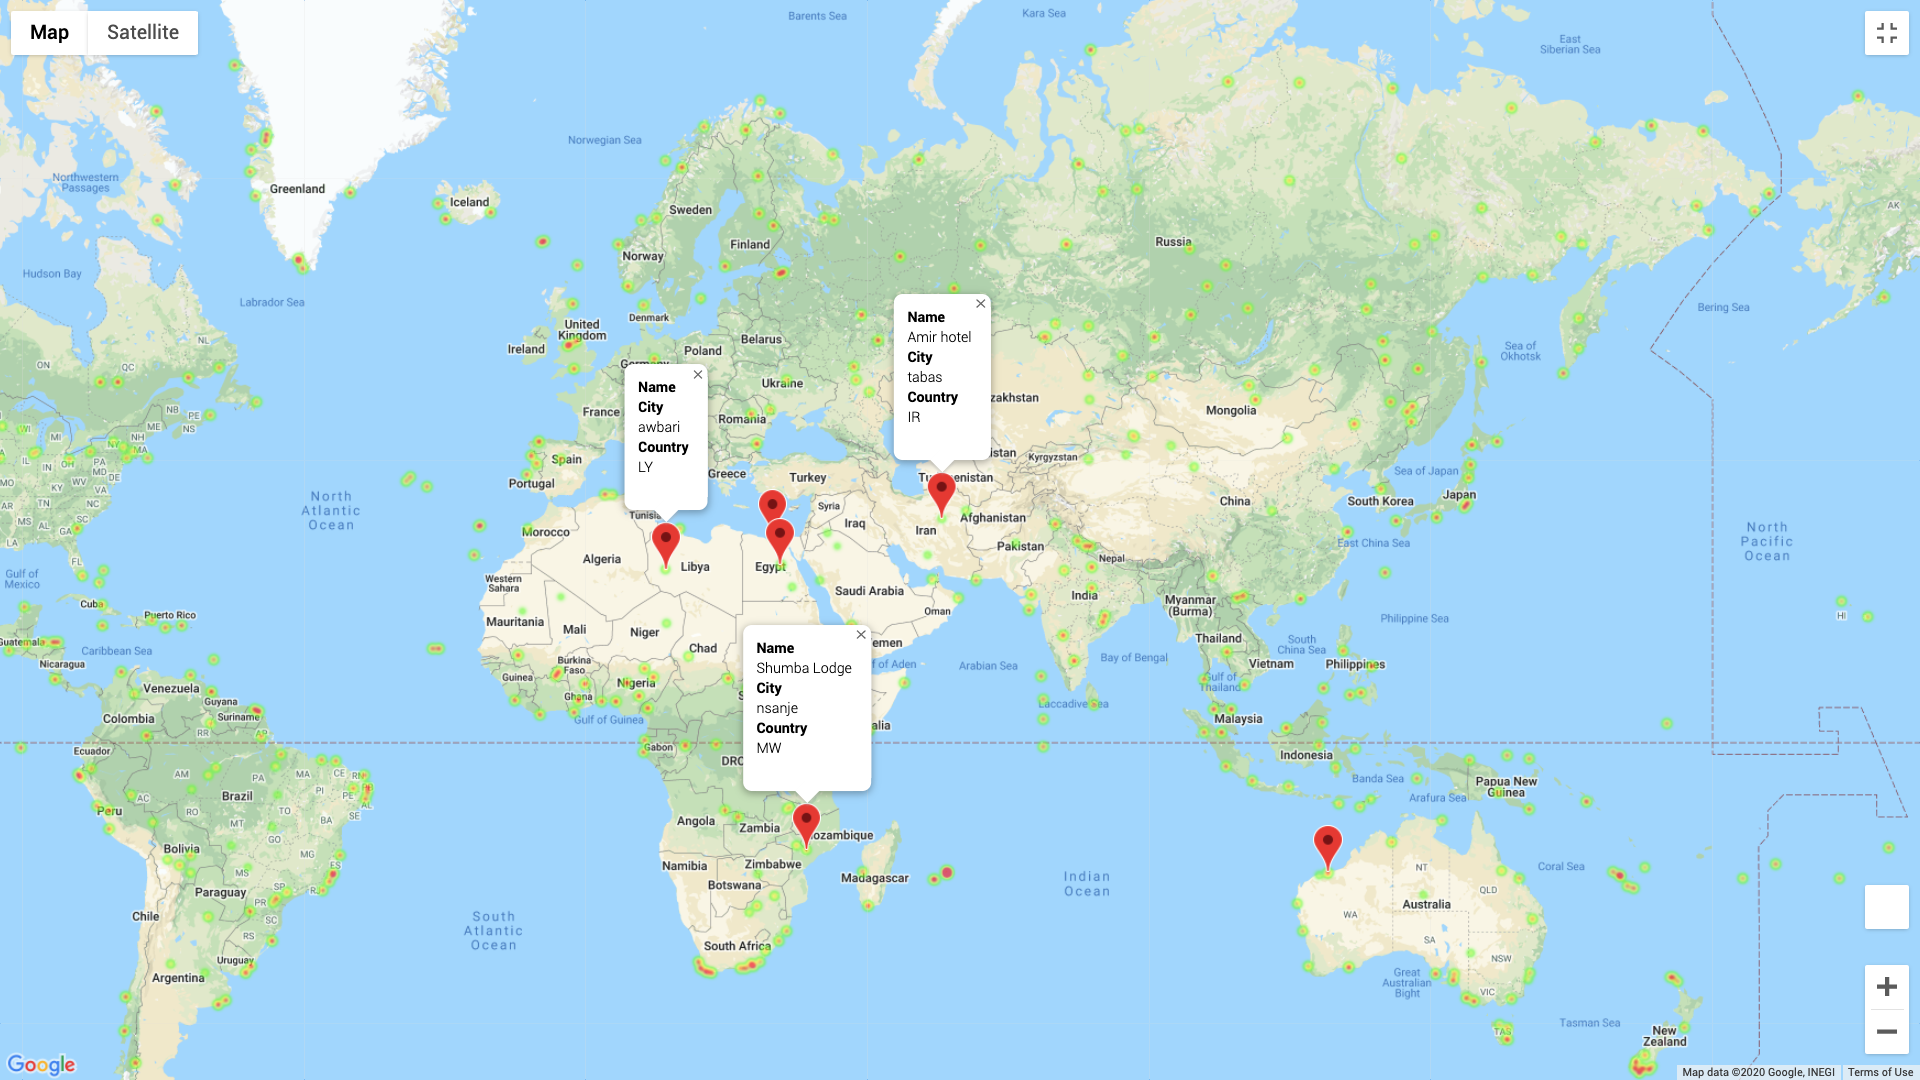 Map
Satellite
Barents Sea
Kara Sea
East
Siberian Sea
Norwegian Sea
Northwestern
Passages
Greenland
Iceland
Sweden
AK
Finland
Russia
Norway
Hudson Bay
Labrador Sea
Bering Sea
Name
Amir hotel
City
tabas
Country
IR
Denmark
United
Kingdom
Ireland
Belarus
Poland
NL
ON
QC
Sea of
Okhotsk
Name
City
awbari
Country
LY
Ukraine
France
Romania
Mongolia
NB
PE
NS
MI
NH
MA
NY
Spain
Portugal
Greece
Turkey
Kyrgyzstan
China
South Korea
Japan
Sea of Japan
IL
IN
OH
PA
MD
DE
NJ
MO
KY
WV
VA
TN
NC
AR
MS
AL
SC
GA
LA
FL
North
Atlantic
Ocean
North
Pacific
Ocean
Syria
Iraq
Iran
Afghanistan
Pakistan
Nepal
East China Sea
Morocco
Algeria
Libya
Egypt
Gulf of
Mexico
Western
Sahara
Saudi Arabia
Oman
India
Myanmar
(Burma)
Philippine Sea
HI
Cuba
Puerto Rico
Mauritania
Mali
Niger
Chad
Guatemala
Nicaragua
Caribbean Sea
Thailand
South
China Sea
Vietnam
Philippines
Arabian Sea
Bay of Bengal
Gulf of
Thailand
Laccadive Sea
Name
Shumba Lodge
City
nsanje
Country
MW
Burkina
Faso
Guinea
Ghana
Nigeria
Gulf of Guinea
Venezuela
Guyana
Suriname
Colombia
RR
AP
Ecuador
Gabon
Malaysia
Indonesia
Banda Sea
Papua New
Guinea
Arafura Sea
AM
PA
MA
CE
PI
PE
AL
SE
Brazil
AC
RO
TO
BA
MT
GO
MG
ES
MS
SP
RJ
PR
SC
RS
Peru
Bolivia
Paraguay
Chile
Uruguay
Argentina
Angola
Zambia
Zimbabwe
Namibia
Botswana
Madagascar
South Africa
Indian
Ocean
South
Atlantic
Ocean
Coral Sea
NT
QLD
Australia
WA
SA
NSW
VIC
TAS
Great
Australian
Bight
Tasman Sea
New
Zealand
Google
Map data ©2020 Google, INEGI
Terms of Use